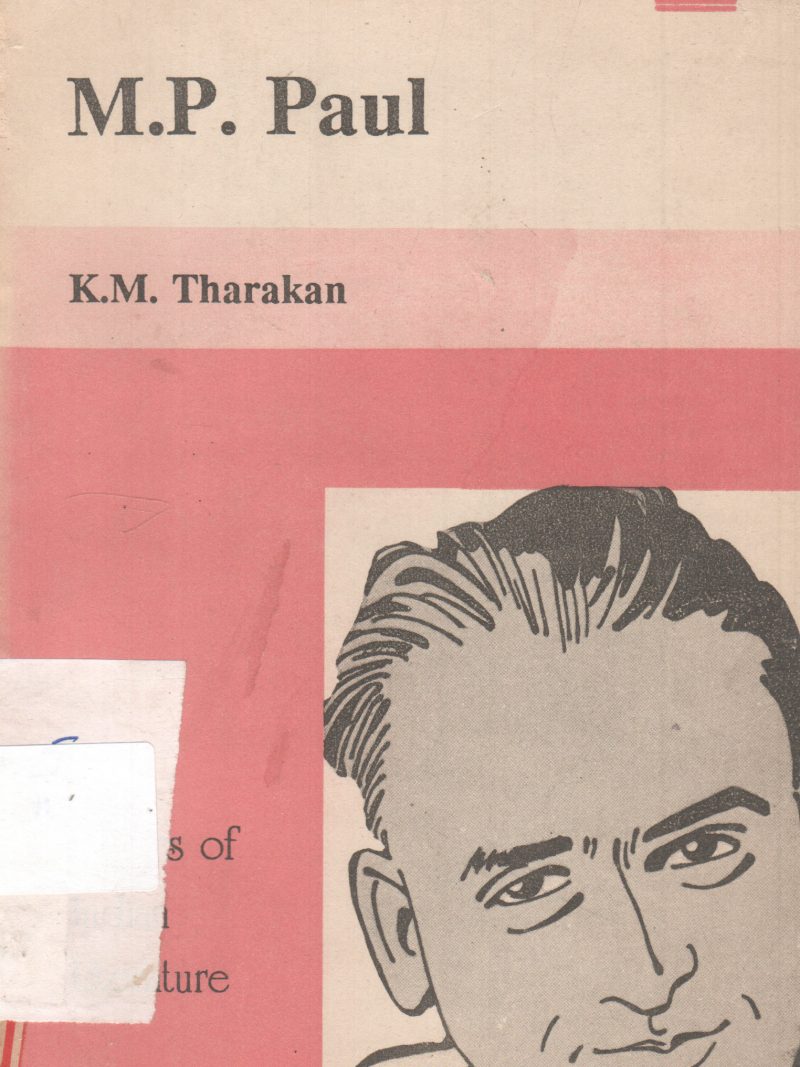 M.P. Paul
K.M. Tharakan
s of
ture